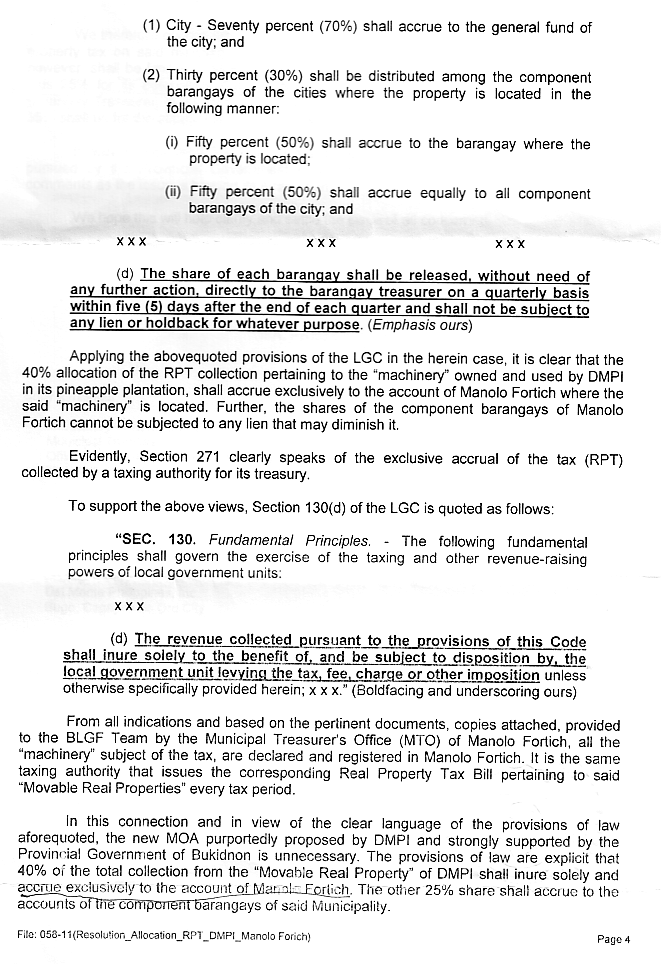 (1) City - Seventy percent (70%) shall accrue to the general fund of
the city; and
(2) Thirty percent (30%) shall be distributed among the component
barangays of the cities where the property is located in the
following manner:
(i) Fifty percent (50%) shall accrue to the barangay where the
property is located;
(ii) Fifty percent (50%) shall accrue equally to all component
barangays of the city; and
x x x x x x x x x
(d) The share of each barangay shall be released, without need of
any further action, directly to the barangay treasurer on a quarterly basis
within five (5) days after the end of each quarter and shall not be subject to
any lien or holdback for whatever purpose. (Emphasis ours)
Applying the abovequoted provisions of the LGC in the herein case, it is clear that the
40% allocation of the RPT collection pertaining to the "machinery" owned and used by DMPI
in its pineapple plantation, shall accrue exclusively to the account of Manolo Fortich where the
said "machinery" is located. Further, the shares of the component barangays of Manolo
Fortich cannot be subjected to any lien that may diminish it.
Evidently, Section 271 clearly speaks of the exclusive accrual of the tax (RPT)
collected by a taxing authority for its treasury.
To support the above views, Section 130(d) of the LGC is quoted as follows:
"SEC. 130. Fundamental Principles. - The following fundamental
principles shall govern the exercise of the taxing and other revenue-raising
powers of local government units:
x x x
(d) The revenue collected pursuant to the provisions of this Code
shall inure solely to the benefit of, and be subject to disposition by, the
local government unit levying the tax, fee, charge or other imposition unless
otherwise specifically provided herein; x x x." (Boldfacing and underscoring ours)
From all indications and based on the pertinent documents, copies attached, provided
to the BLGF Team by the Municipal Treasurer's Office (MTO) of Manolo Fortich, all the
"machinery" subject of the tax, are declared and registered in Manolo Fortich. It is the same
taxing authority that issues the corresponding Real Property Tax Bill pertaining to said
"Movable Real Properties" every tax period.
In this connection and in view of the clear language of the provisions of law
aforequoted, the new MOA purportedly proposed by DMPI and strongly supported by the
Provincial Government of Bukidnon is unnecessary. The provisions of law are explicit that
40% of the total collection from the "Movable Real Property" of DMPI shall inure solely and
accrue exclusively to the account of Manolo Fortich. The other 25% share shall accrue to the
accounts of the component barangays of said Municipality.
File: 058-11(Resolution_Allocation_RPT_DMPI_Manolo Forich)
Page 4